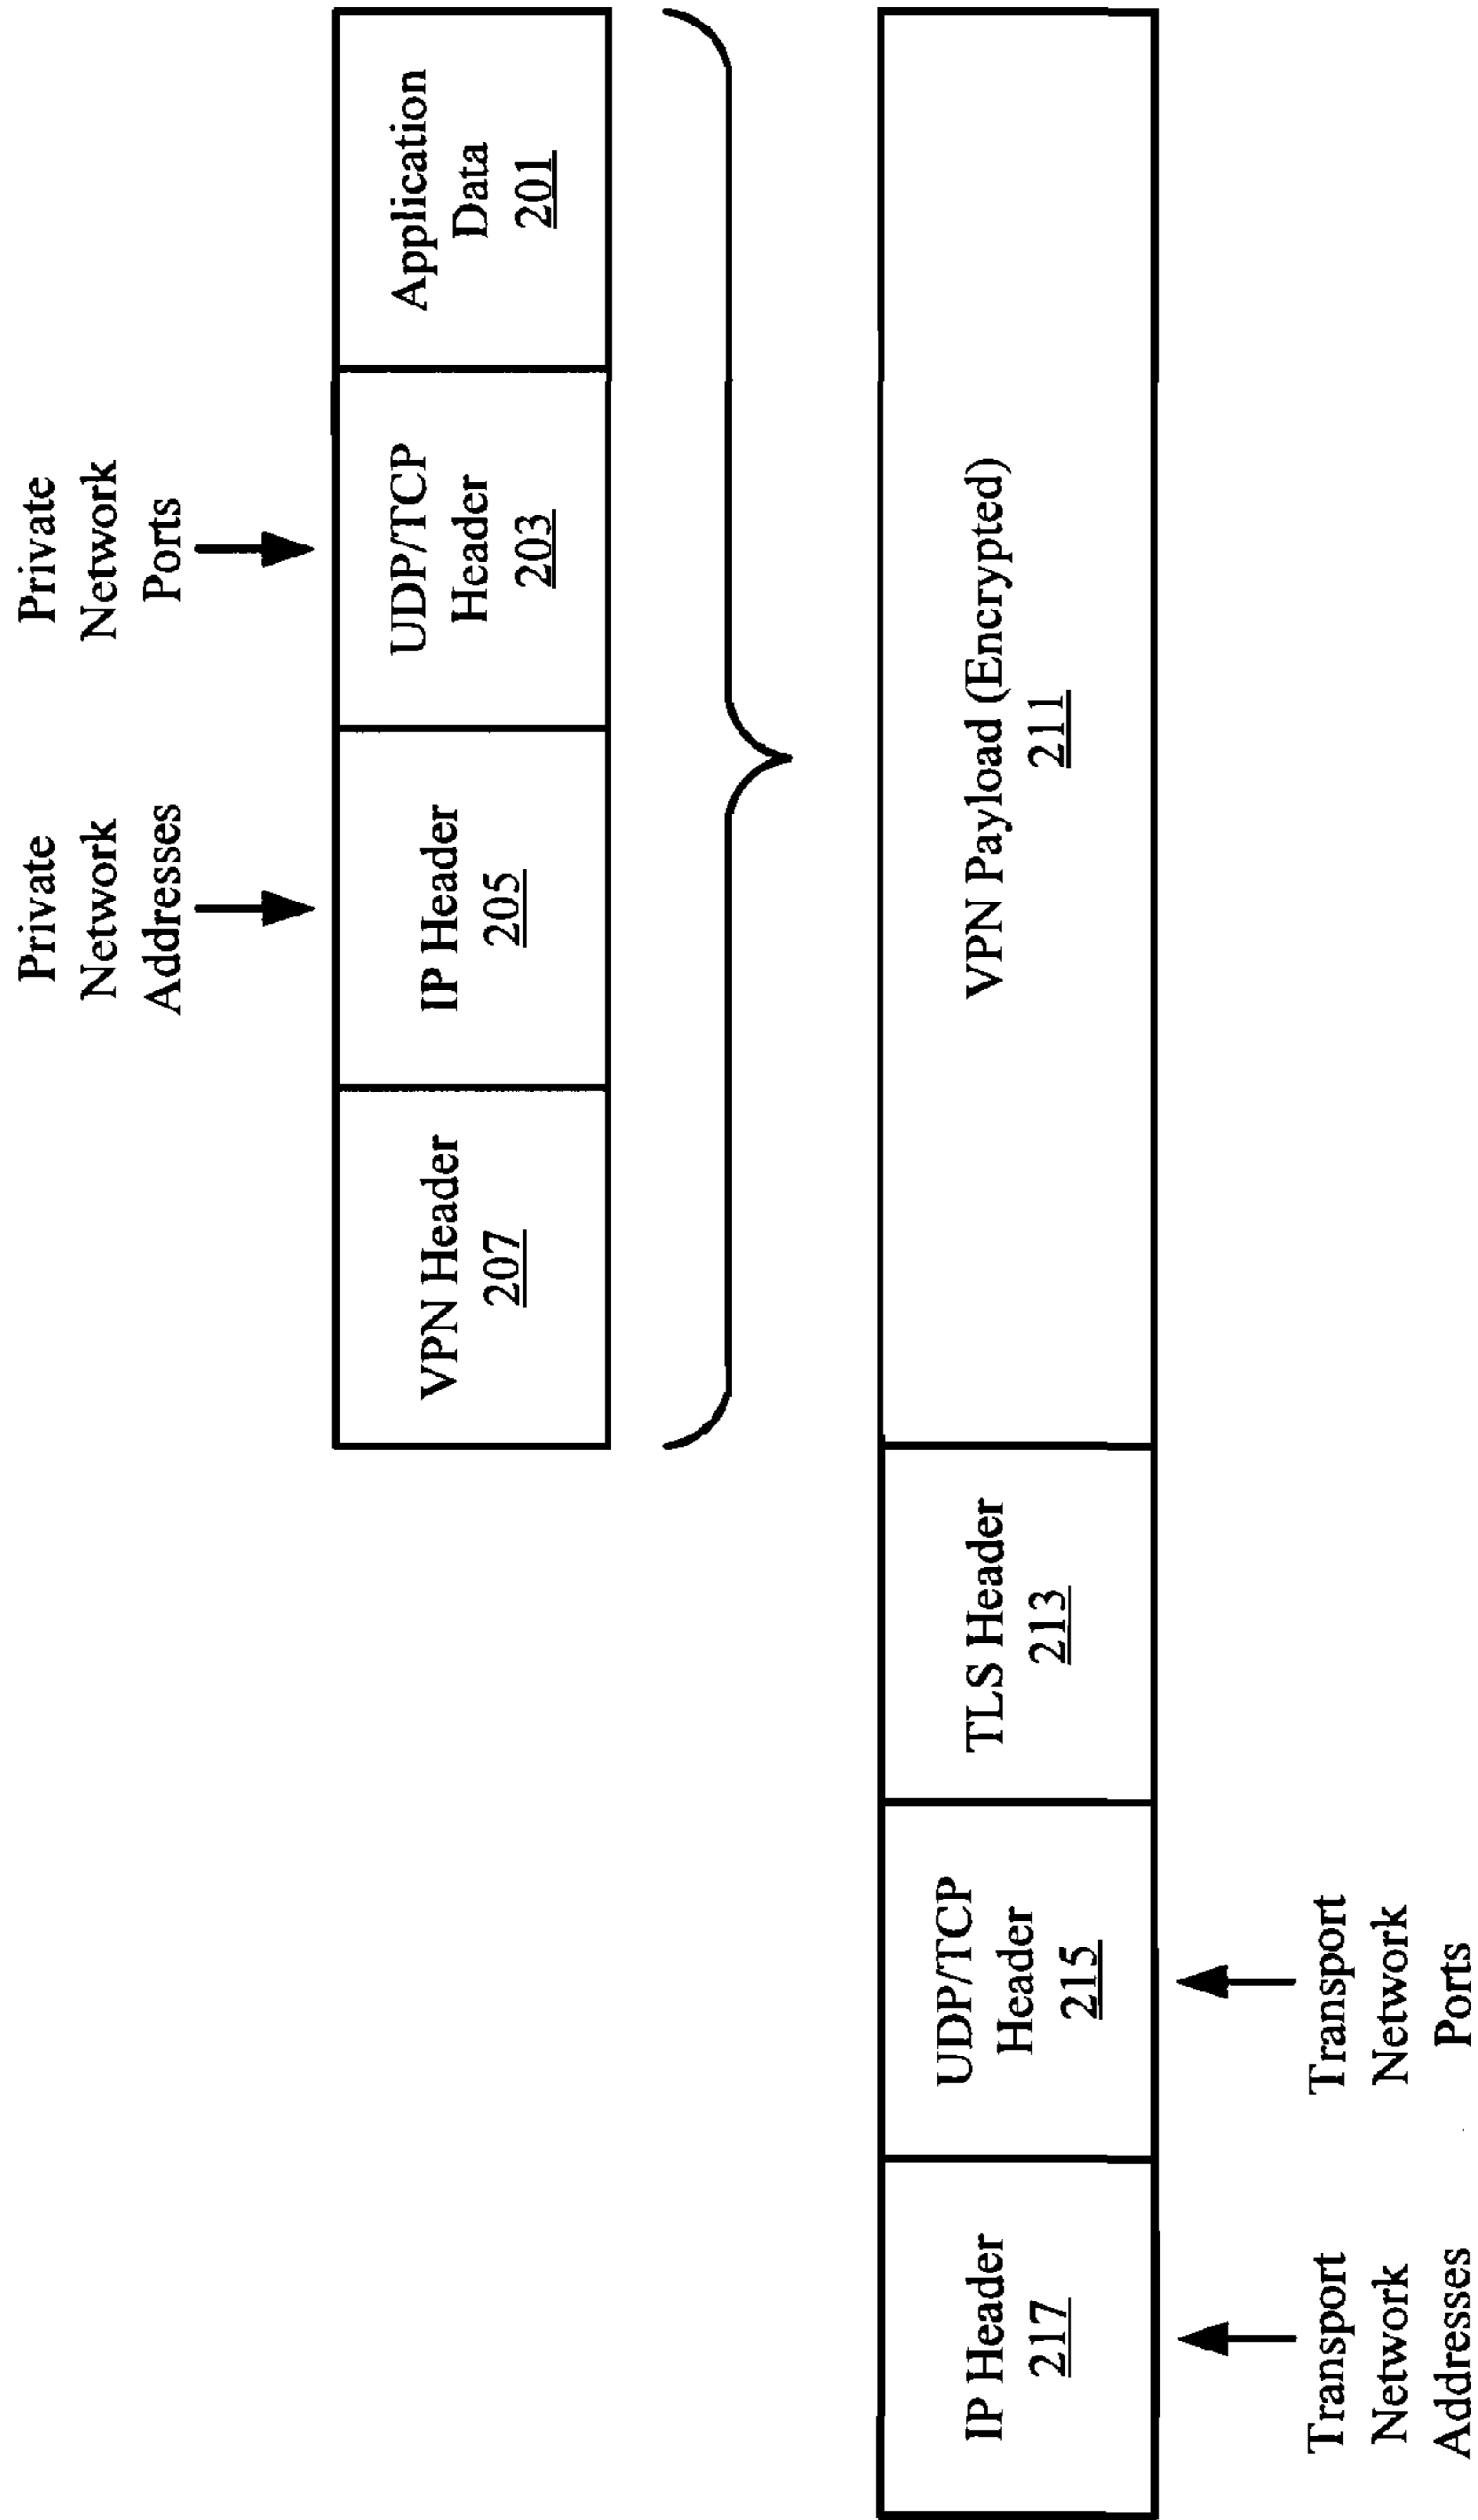 Private
Network
Addresses
Private
Network
Ports
VPN Header
207
IP Header
205
UDP/TCP
Header
203
Application
Data
201
IP Header
217
UDP/TCP
Header
215
TLS Header
213
VPN Payload (Encrypted)
211
Transport
Network
Addresses
Transport
Network
Ports